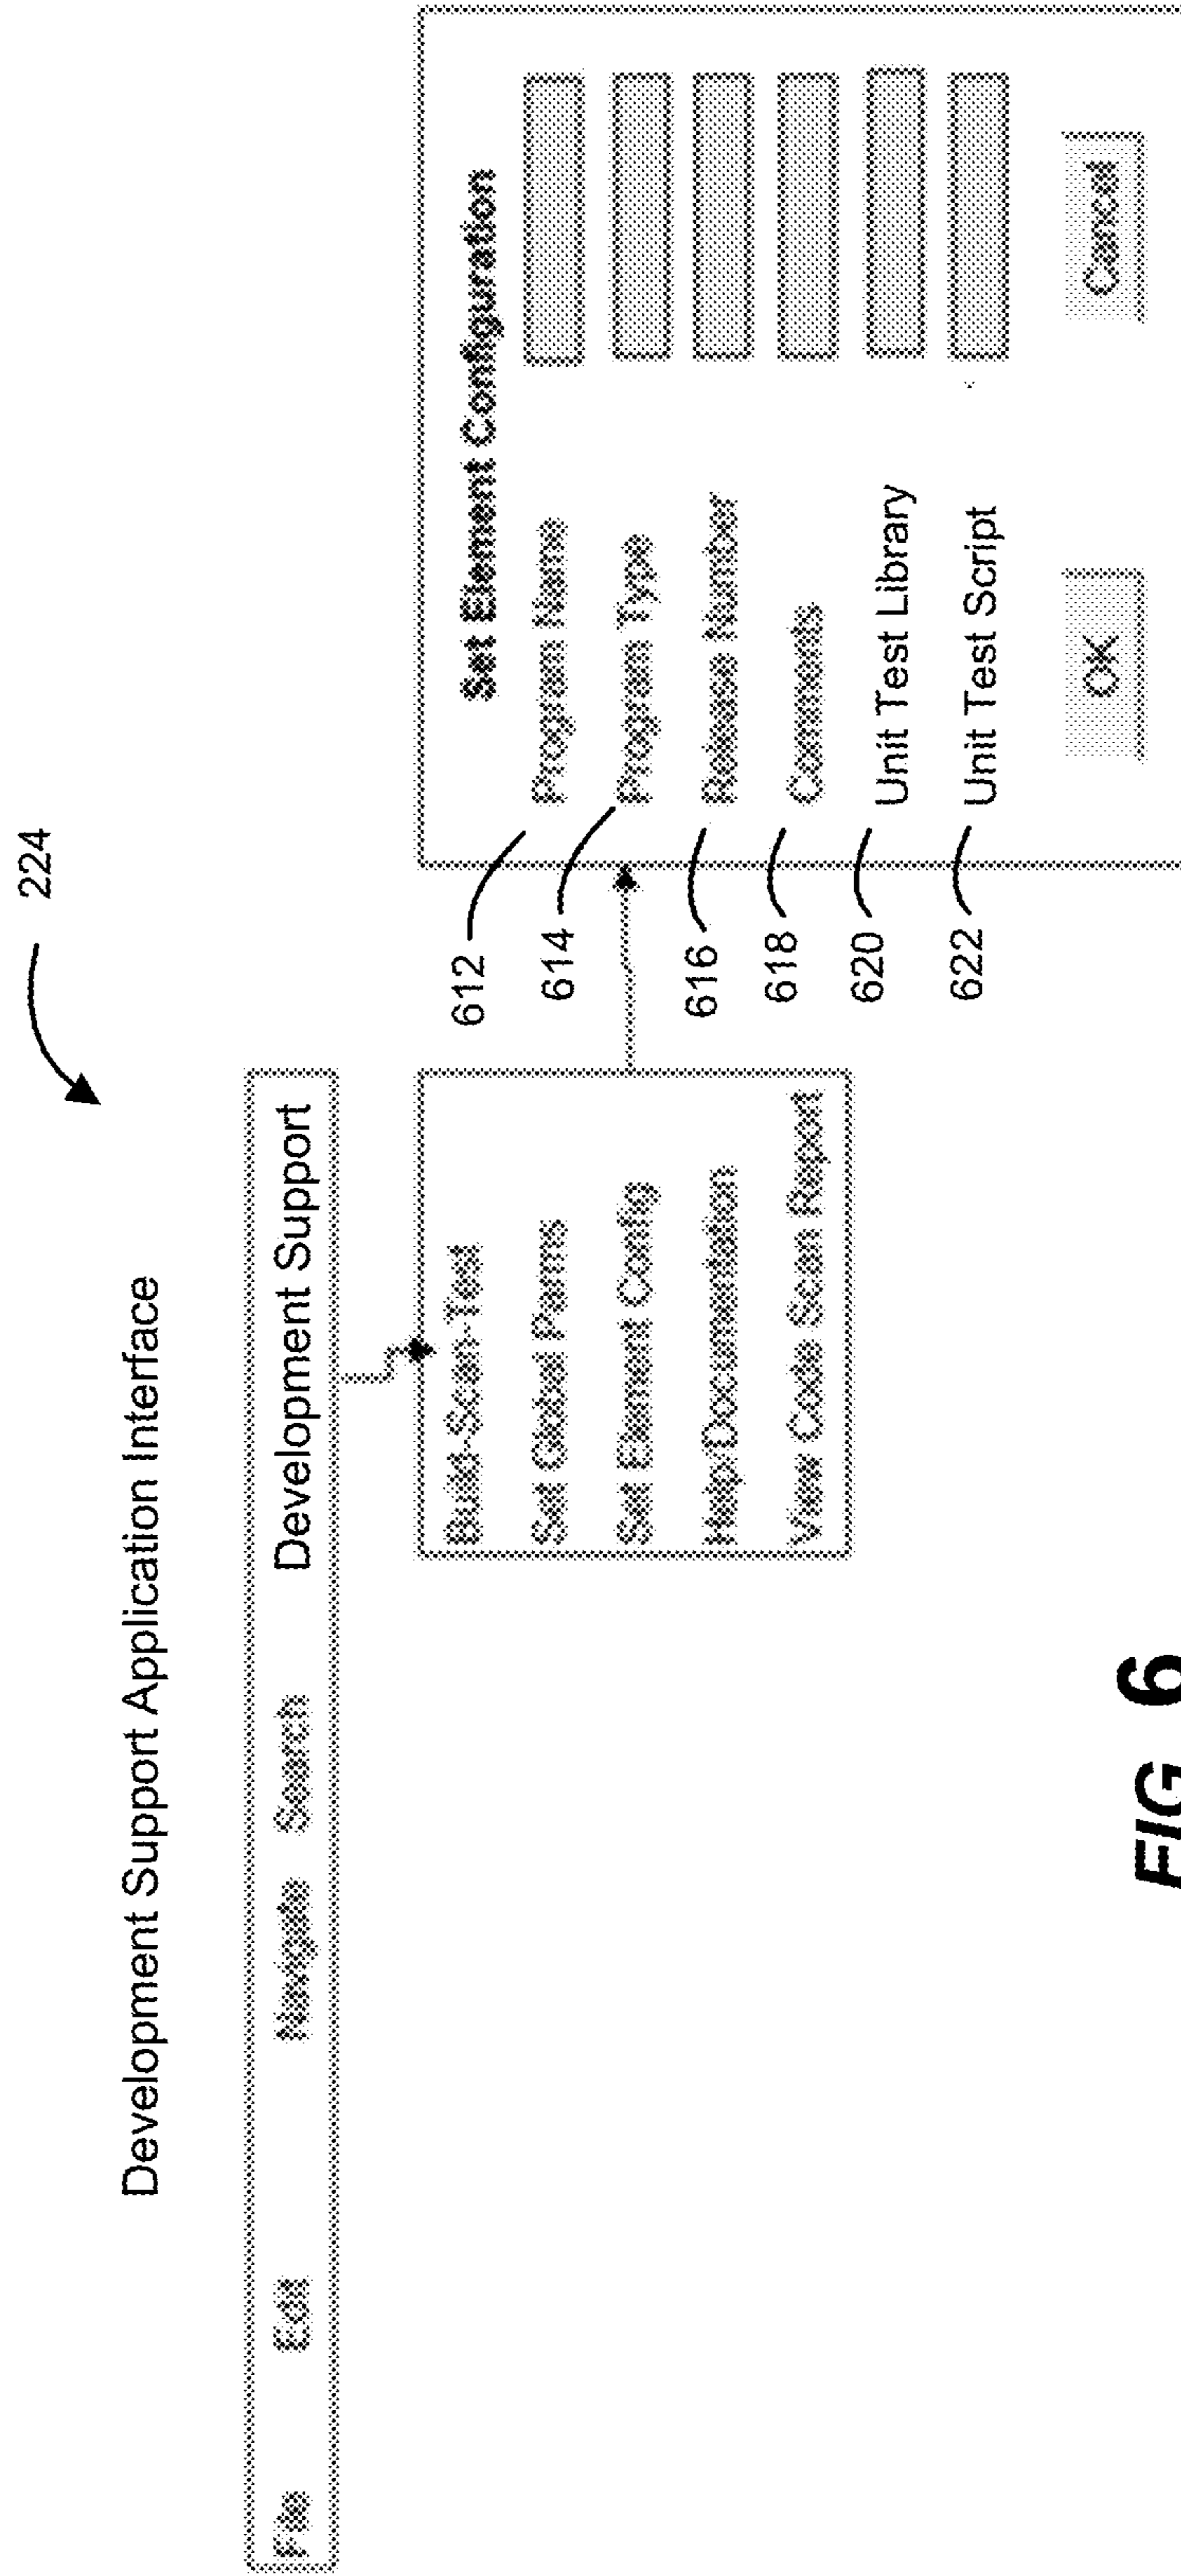 224
Development Support Application Interface
File Edit Navigate Search Development Support
Build-Scan-Test
Set Global Parms
Set Element Config
Help/Documentation
View Code Scan Report
Set Element Configuration
612 Program Name
614 Program Type
616 Release Number
618 Comments
620 Unit Test Library
622 Unit Test Script
OK Cancel
FIG_6